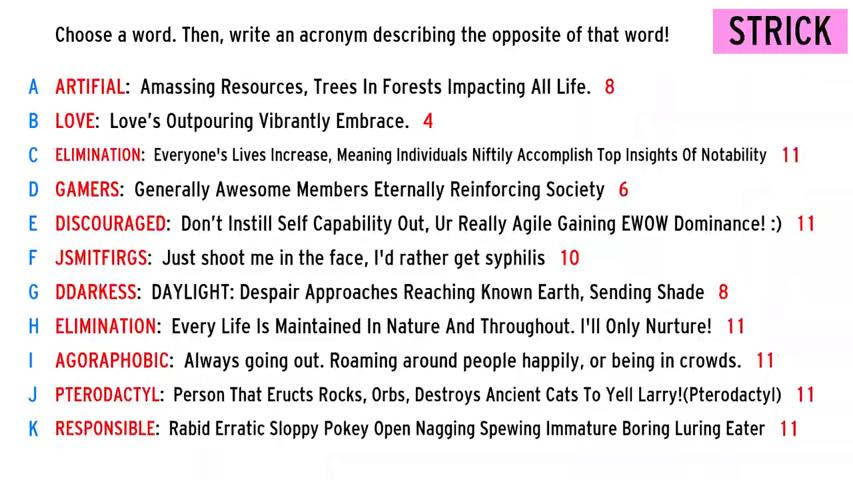 Choose a word. Then, write an acronym describing the opposite of that word!
STRICK
A ARTIFIAL: Amassing Resources, Trees In Forests Impacting All Life. 8
B LOVE: Love's Outpouring Vibrantly Embrace. 4
C ELIMINATION: Everyone's Lives Increase, Meaning Individuals Niftily Accomplish Top Insights Of Notability 11
D GAMERS: Generally Awesome Members Eternally Reinforcing Society 6
E DISCOURAGED: Don't Instill Self Capability Out, Ur Really Agile Gaining EWOW Dominance! :) 11
F JSMITFIRGS: Just shoot me in the face, I'd rather get syphilis 10
G DDARKESS: DAYLIGHT: Despair Approaches Reaching Known Earth, Sending Shade 8
H ELIMINATION: Every Life Is Maintained In Nature And Throughout. I'll Only Nurture! 11
I AGORAPHOBIC: Always going out. Roaming around people happily, or being in crowds. 11
J PTERODACTYL: Person That Eructs Rocks, Orbs, Destroys Ancient Cats To Yell Larry!(Pterodactyl) 11
K RESPONSIBLE: Rabid Erratic Sloppy Pokey Open Nagging Spewing Immature Boring Luring Eater 11